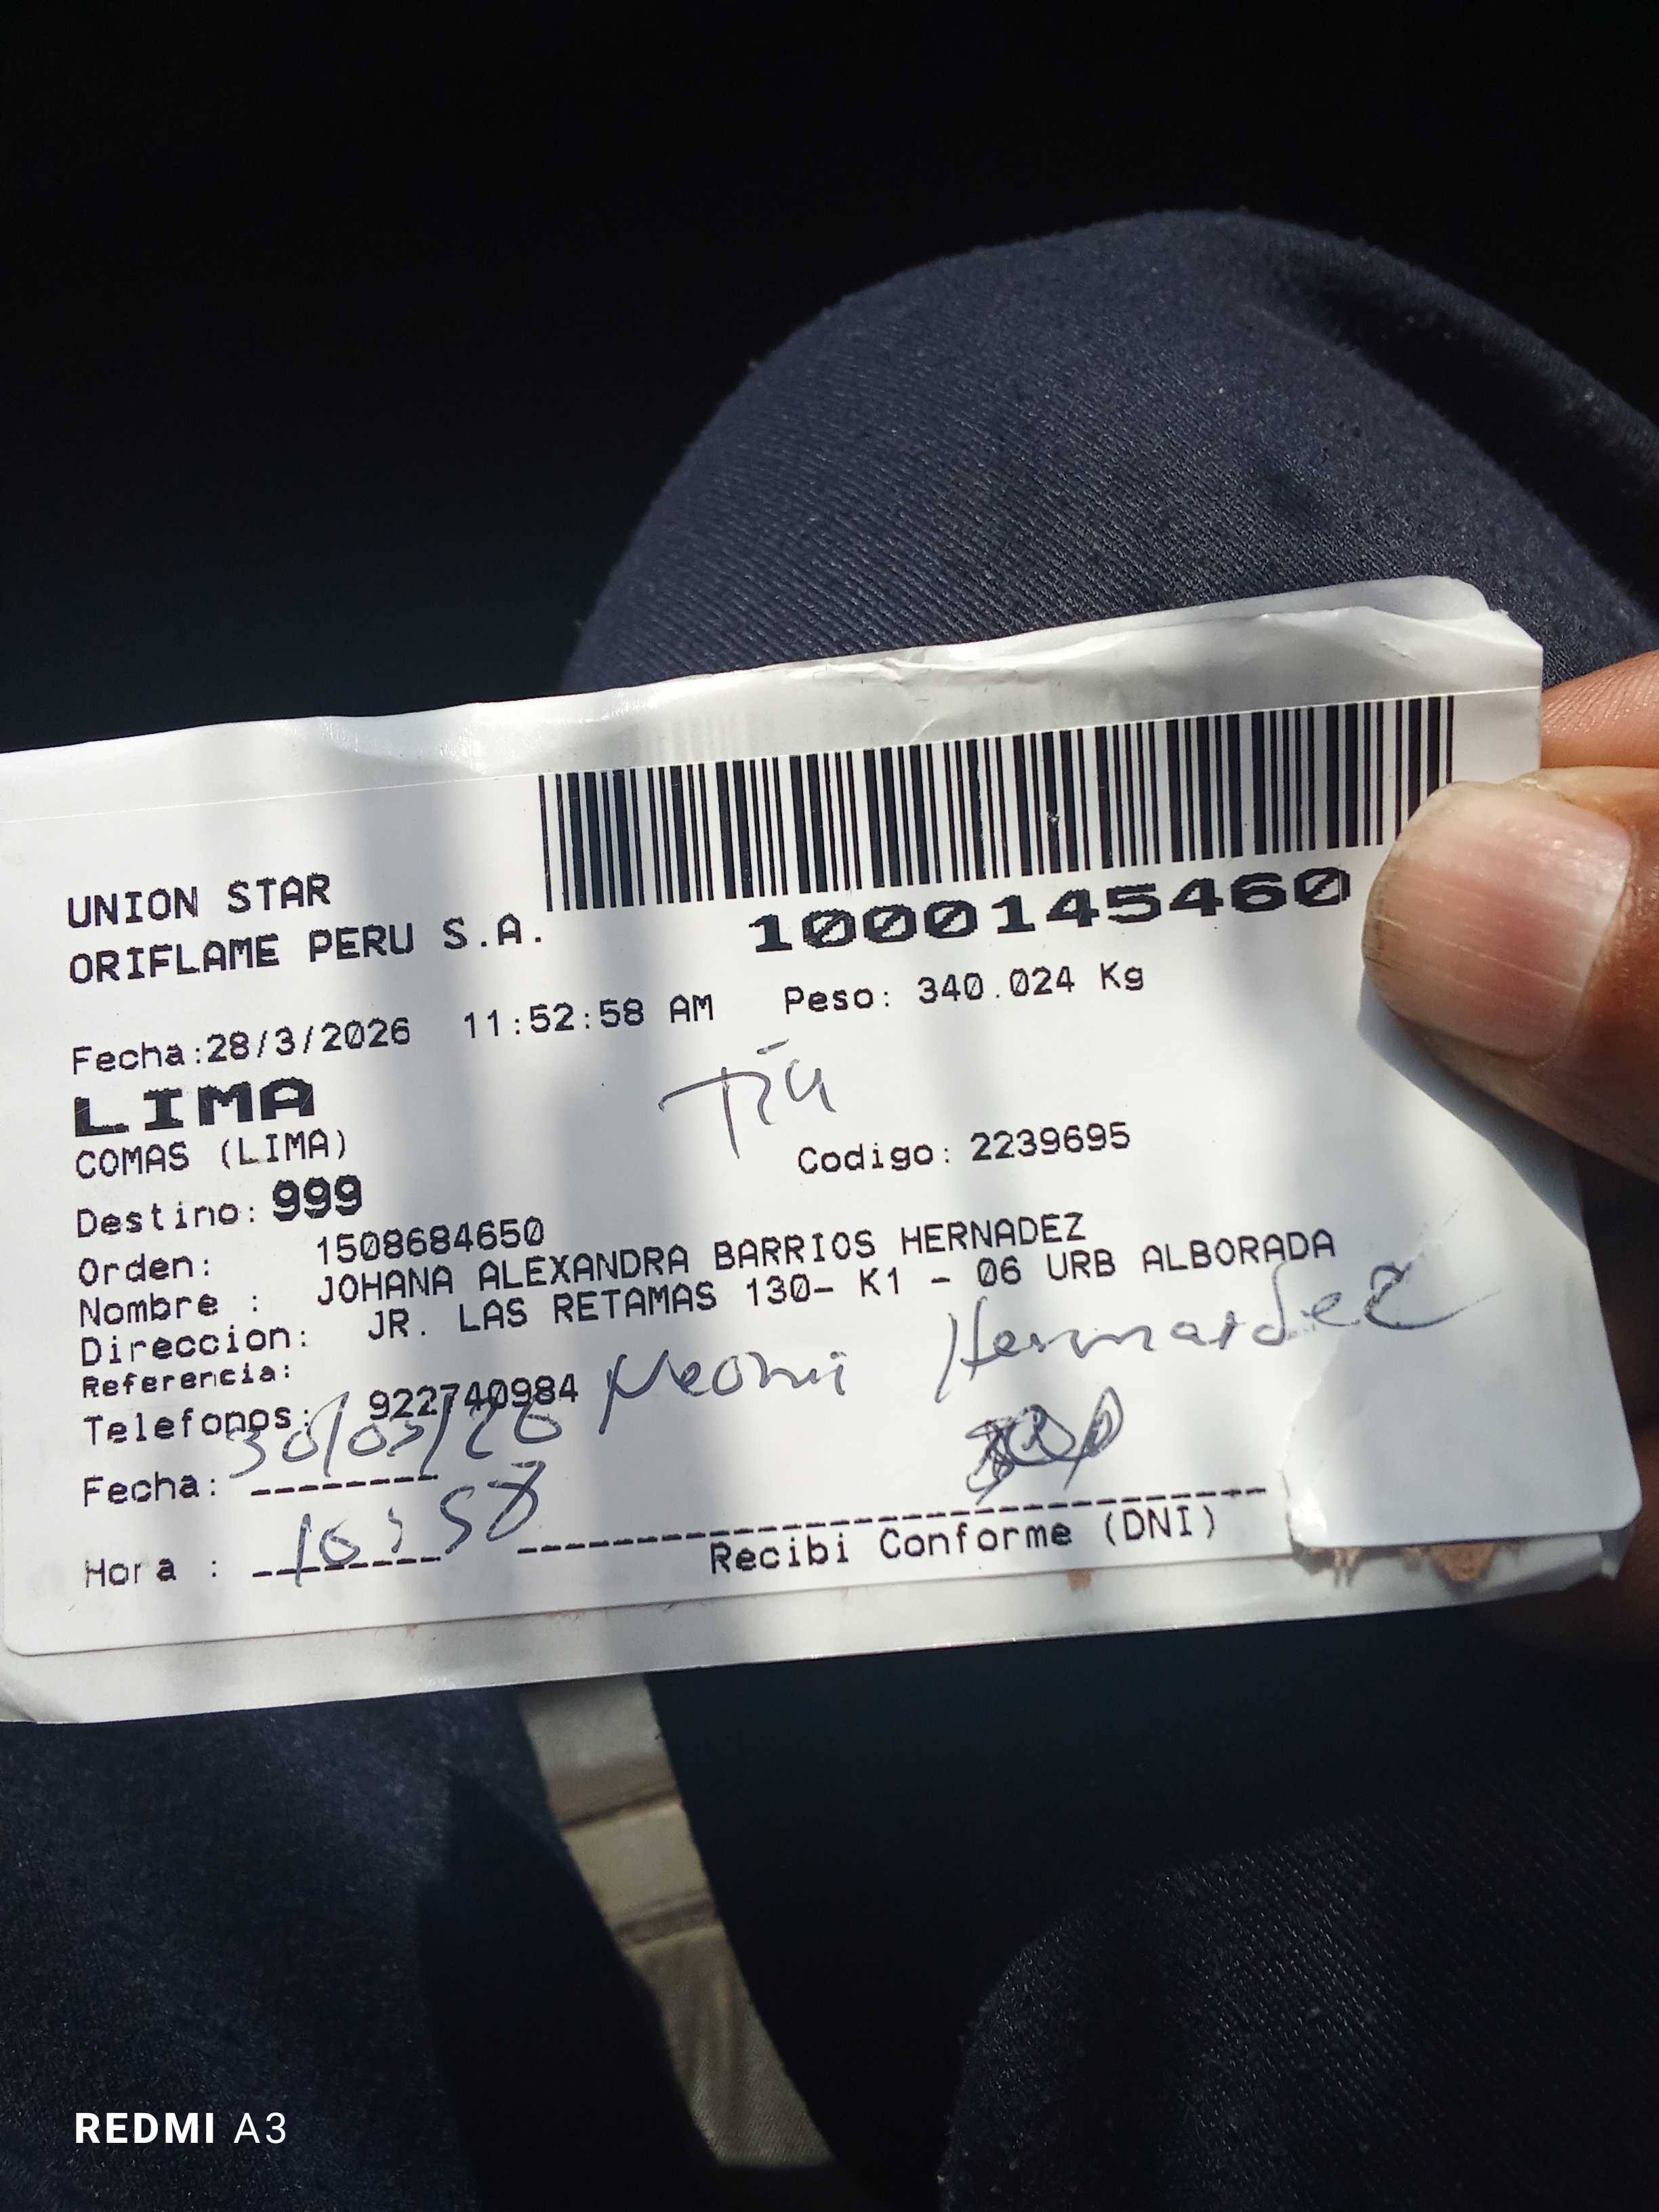 UNION STAR
ORIFLAME PERU S.A.
1000145460
Fecha:28/3/2026 11:52:58 AM Peso: 340.024 Kg
LIMA
Tía
COMAS (LIMA)
Codigo: 2239695
Destino: 999
Orden: 1508684650
Nombre : JOHANA ALEXANDRA BARRIOS HERNADEZ
Direccion: JR. LAS RETAMAS 130- K1 - 06 URB ALBORADA
Referencia:
Telefonos: 922740984
Hernandez
Fecha: 30/03/26
Hora : 10:58
Recibi Conforme (DNI)
REDMI A3